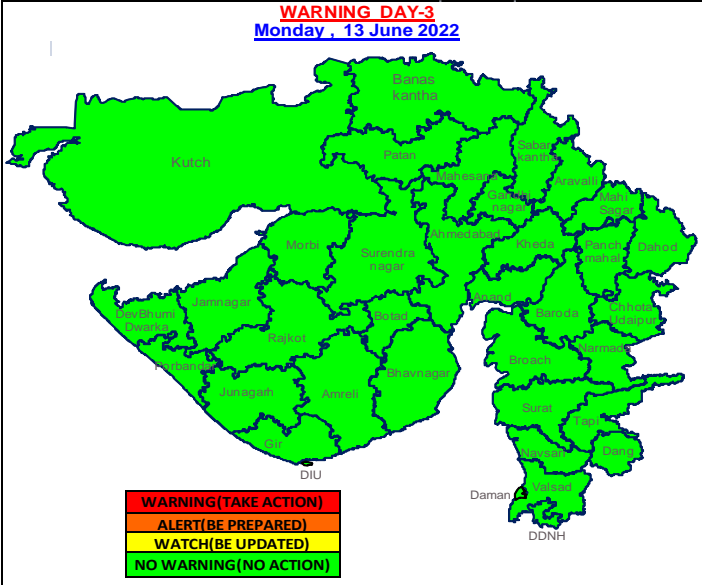 WARNING DAY-3
Monday , 13 June 2022
Banas
kantha
Kutch
Patan
Sabar
kantha
Mahesana
Aravalli
Gandhi
nagar
Mahi
Sagar
Ahmedabad
Morbi
Surendra
nagar
Kheda
Panch
mahal
Dahod
Jamnagar
Anand
DevBhumi
Dwarka
Botad
Baroda
Chhota
Udaipur
Rajkot
Narmada
Porbandar
Broach
Junagarh
Amreli
Bhavnagar
Surat
Tapi
Gir
Navsari
Dang
DIU
Valsad
Daman
DDNH
WARNING(TAKE ACTION)
ALERT(BE PREPARED)
WATCH(BE UPDATED)
NO WARNING(NO ACTION)